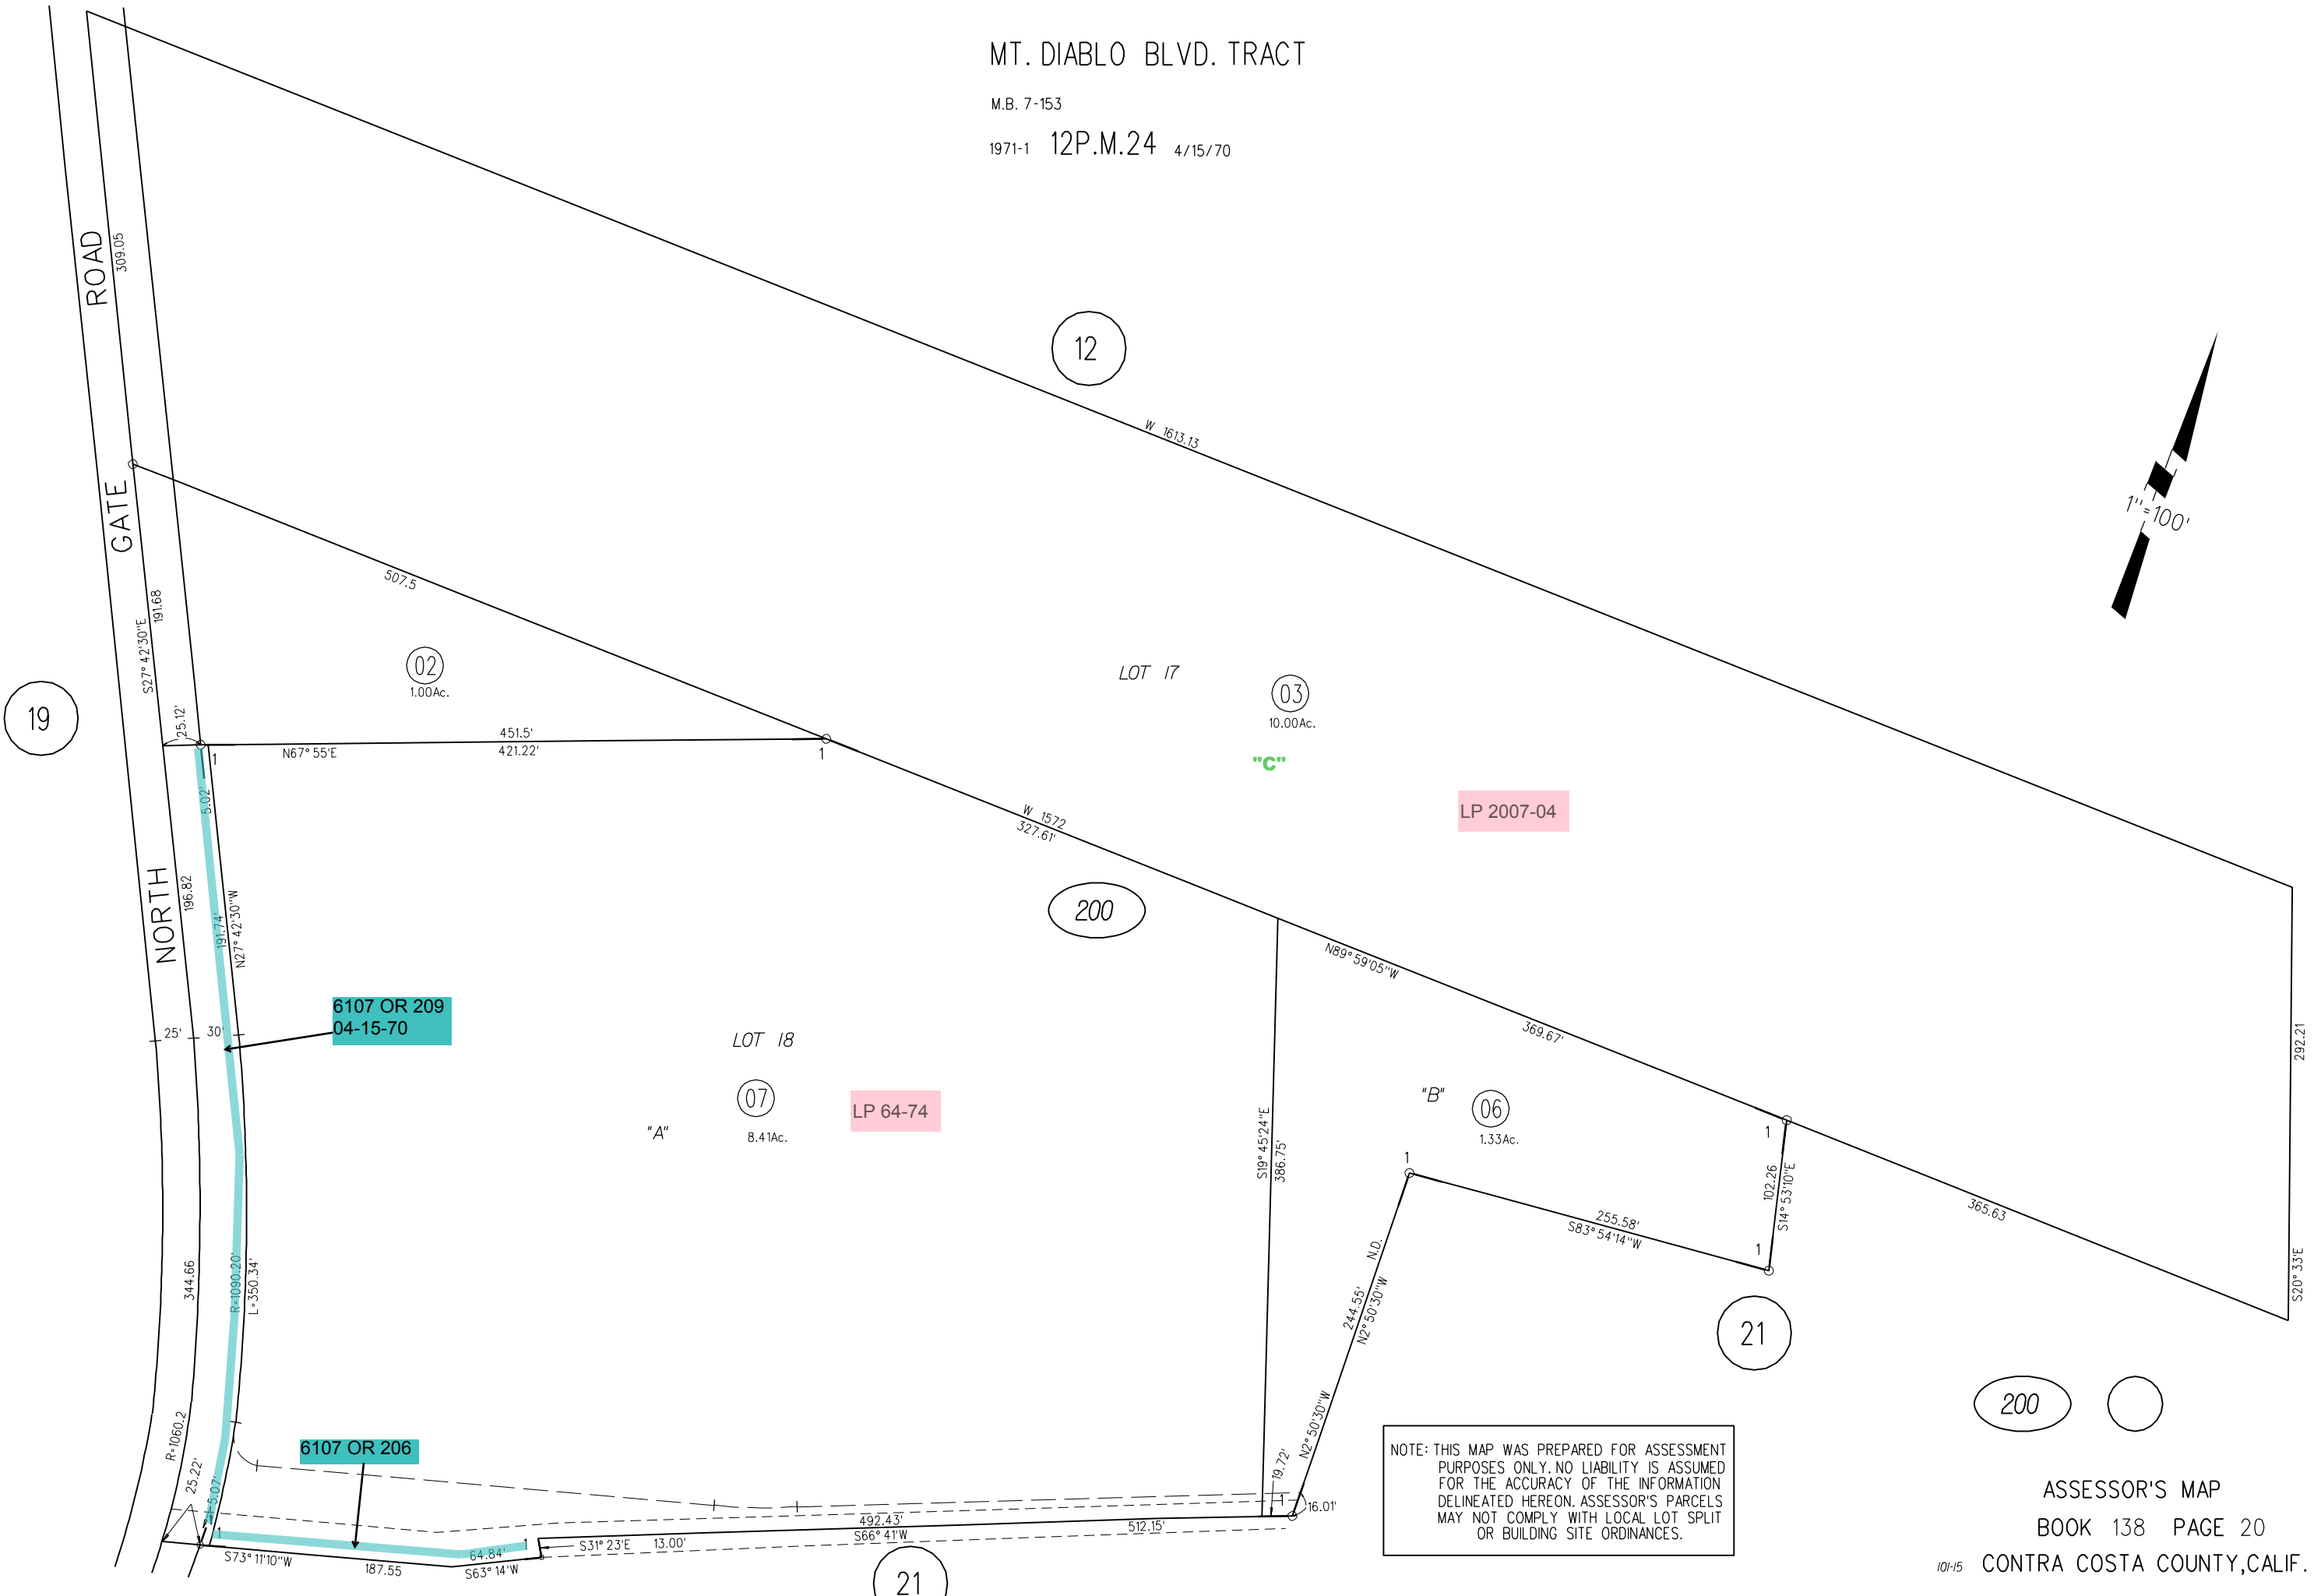 MT. DIABLO BLVD. TRACT
M.B. 7-153
1971-1 12P.M.24 4/15/70
ROAD
309.05
12
W 1613.13
1"=100'
GATE
507.5
191.68
S27° 42'30"E
02
1.00Ac.
LOT 17
03
10.00Ac.
19
25.12'
451.5'
N67° 55'E
421.22'
1
1
"C"
LP 2007-04
5.02'
W 1572
327.61'
NORTH
196.82
191.74'
N27° 42'30"W
200
N89° 59'05"W
369.67'
292.21
6107 OR 209
04-15-70
25'
30'
LOT 18
07
8.41Ac.
"A"
LP 64-74
"B"
06
1.33Ac.
S19° 45'24"E
386.75'
1
1
102.26
S14° 53'10"E
255.58'
S83° 54'14"W
1
365.63
S20° 33'E
344.66
R=1090.20'
L=350.34'
N.D.
244.55'
N2° 50'30"W
21
200
R=1060.2
25.22'
5.07'
6107 OR 206
N2° 50'30"W
19.72'
1
16.01'
1
S73° 11'10"W
187.55
64.84'
S63° 14'W
1
S31° 23'E
13.00'
492.43'
S66° 41'W
512.15'
21
NOTE: THIS MAP WAS PREPARED FOR ASSESSMENT
PURPOSES ONLY. NO LIABILITY IS ASSUMED
FOR THE ACCURACY OF THE INFORMATION
DELINEATED HEREON. ASSESSOR'S PARCELS
MAY NOT COMPLY WITH LOCAL LOT SPLIT
OR BUILDING SITE ORDINANCES.
ASSESSOR'S MAP
BOOK 138 PAGE 20
101-15 CONTRA COSTA COUNTY, CALIF.